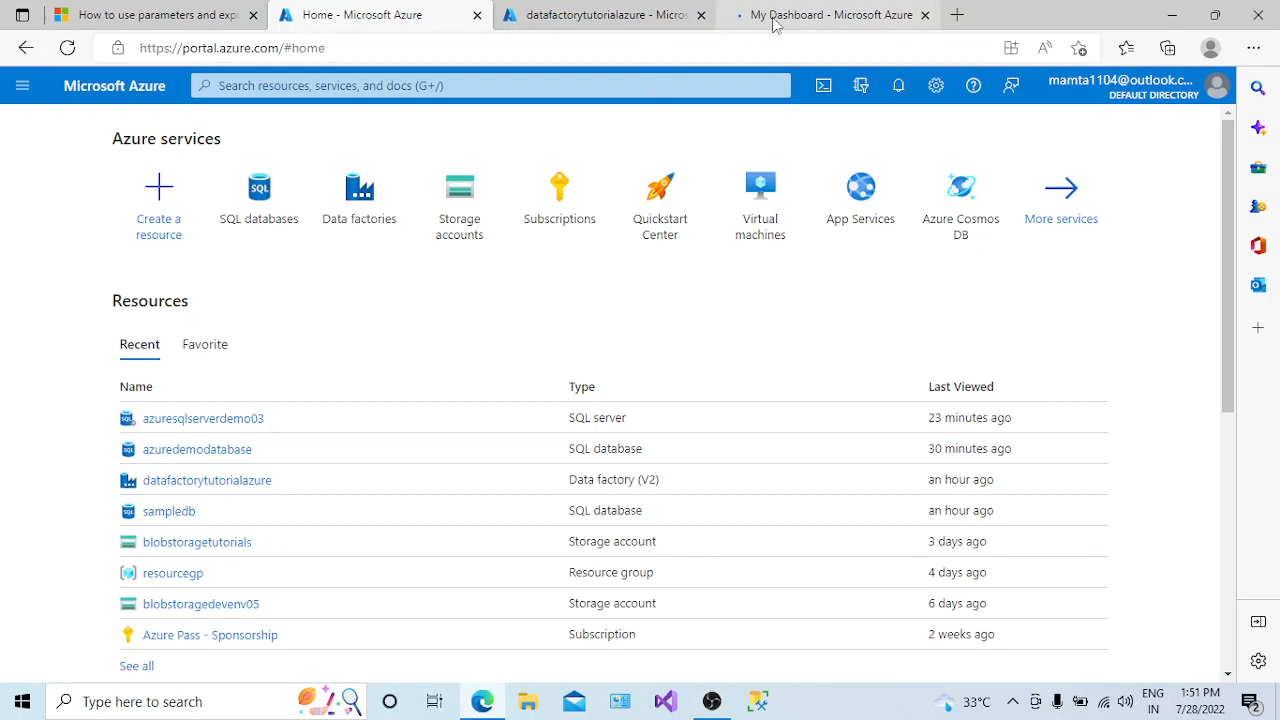 How to use parameters and exp
Home - Microsoft Azure
datafactorytutorialazure - Micros
My Dashboard - Microsoft Azure
https://portal.azure.com/#home
Microsoft Azure
Search resources, services, and docs (G+/)
mamta1104@outlook.c...
DEFAULT DIRECTORY
Azure services
Create a
resource
SQL databases
Data factories
Storage
accounts
Subscriptions
Quickstart
Center
Virtual
machines
App Services
Azure Cosmos
DB
More services
Resources
Recent
Favorite
Name
Type
Last Viewed
azuresqlserverdemo03
SQL server
23 minutes ago
azuredemodatabase
SQL database
30 minutes ago
datafactorytutorialazure
Data factory (V2)
an hour ago
sampledb
SQL database
an hour ago
blobstoragetutorials
Storage account
3 days ago
resourcegp
Resource group
4 days ago
blobstoragedevenv05
Storage account
6 days ago
Azure Pass - Sponsorship
Subscription
2 weeks ago
See all
Type here to search
33°C
ENG
IN
1:51 PM
7/28/2022
2